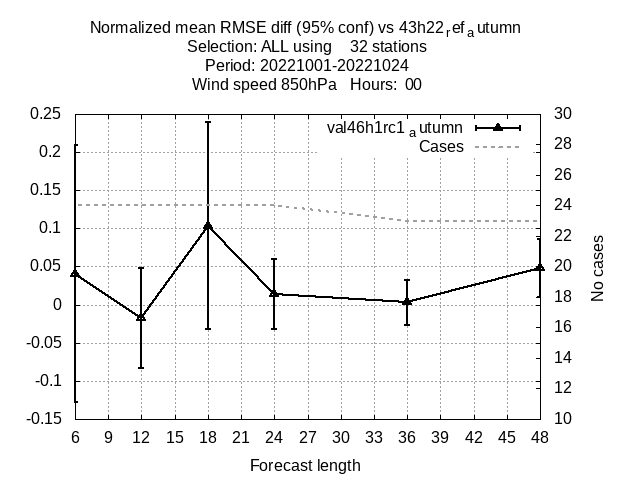 Normalized mean RMSE diff (95% conf) vs 43h22refautumn
Selection: ALL using 32 stations
Period: 20221001-20221024
Wind speed 850hPa Hours: 00
0.25
0.2
0.15
0.1
0.05
0
-0.05
-0.1
-0.15
val46h1rc1autumn
Cases
30
28
26
24
22
20
18
16
14
12
10
No cases
6 9 12 15 18 21 24 27 30 33 36 39 42 45 48
Forecast length